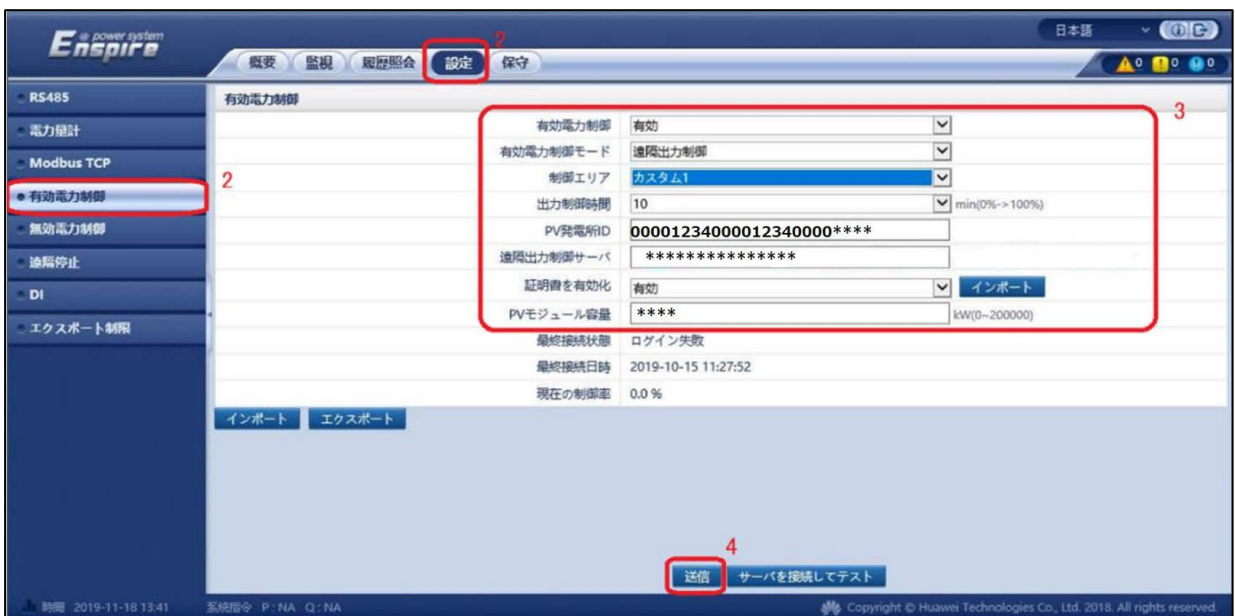 @ power system
Enspire
日本語
2
概要 監視 履歴照会 設定 保守
0 0 0
RS485
電力量計
Modbus TCP
有効電力制御
2
無効電力制御
遠隔停止
DI
エクスポート制限
有効電力制御
3
有効電力制御 有効
有効電力制御モード 遠隔出力制御
制御エリア カスタム1
出力制御時間 10 min(0%->100%)
PV発電所ID 00001234000012340000****
遠隔出力制御サーバ ***************
証明書を有効化 有効 インポート
PVモジュール容量 **** kW(0~200000)
最終接続状態 ログイン失敗
最終接続日時 2019-10-15 11:27:52
現在の制御率 0.0 %
インポート エクスポート
4
送信 サーバを接続してテスト
時間 2019-11-18 13:41 系統指令 P : NA Q : NA Copyright © Huawei Technologies Co., Ltd. 2018. All rights reserved.